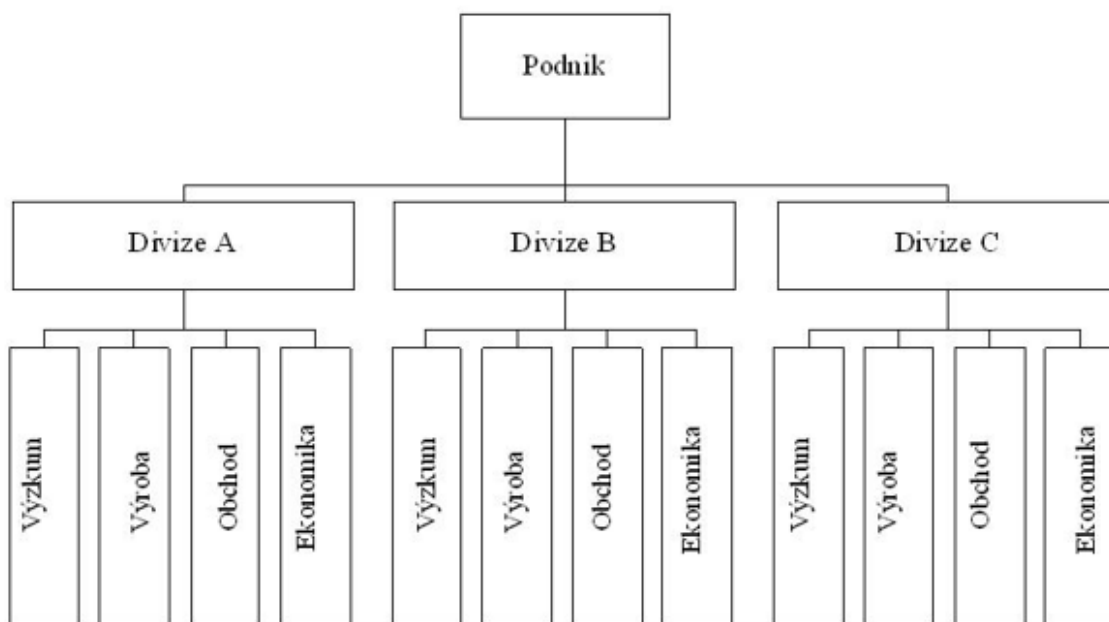 Podnik
Divize A
Divize B
Divize C
Výzkum
Výroba
Obchod
Ekonomika
Výzkum
Výroba
Obchod
Ekonomika
Výzkum
Výroba
Obchod
Ekonomika